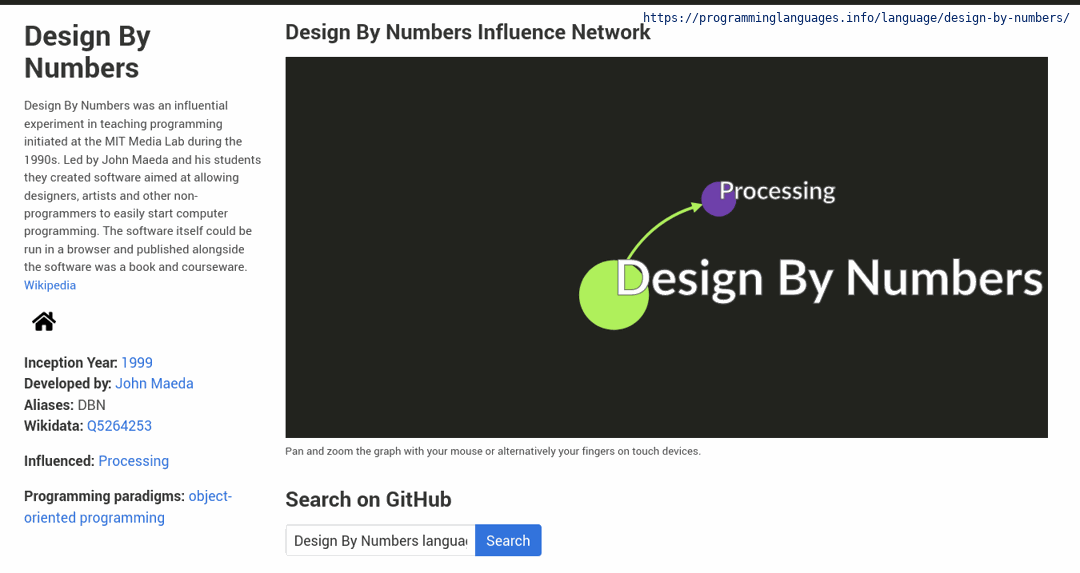 https://programminglanguages.info/language/design-by-numbers/
Design By
Numbers
Design By Numbers was an influential
experiment in teaching programming
initiated at the MIT Media Lab during the
1990s. Led by John Maeda and his students
they created software aimed at allowing
designers, artists and other non-
programmers to easily start computer
programming. The software itself could be
run in a browser and published alongside
the software was a book and courseware.
Wikipedia
Inception Year: 1999
Developed by: John Maeda
Aliases: DBN
Wikidata: Q5264253
Influenced: Processing
Programming paradigms: object-
oriented programming
Design By Numbers Influence Network
Processing
Design By Numbers
Pan and zoom the graph with your mouse or alternatively your fingers on touch devices.
Search on GitHub
Design By Numbers langua
Search